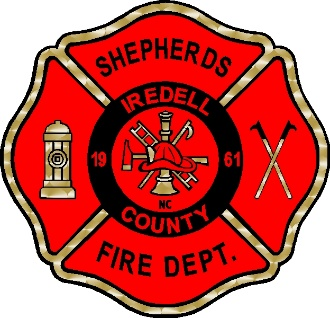 SHEPHERDS
IREDELL
19 61
NC
COUNTY
FIRE DEPT.